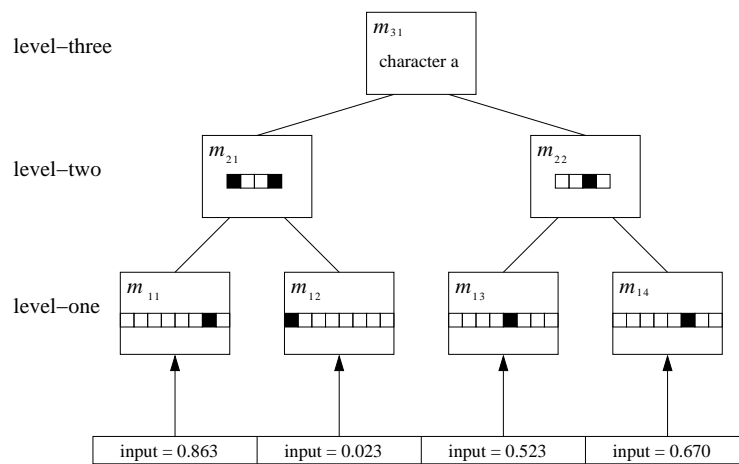 level−three
m31
character a
level−two
m21
m22
level−one
m11
m12
m13
m14
input = 0.863
input = 0.023
input = 0.523
input = 0.670